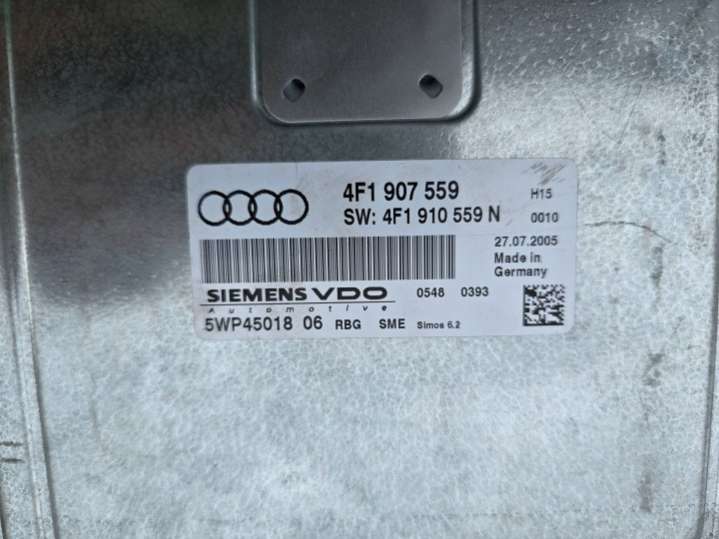 4F1 907 559 H15
SW: 4F1 910 559 N 0010
27.07.2005
Made in
Germany
SIEMENS VDO 0548 0393
Automotive
5WP45018 06 RBG SME Simos 6.2